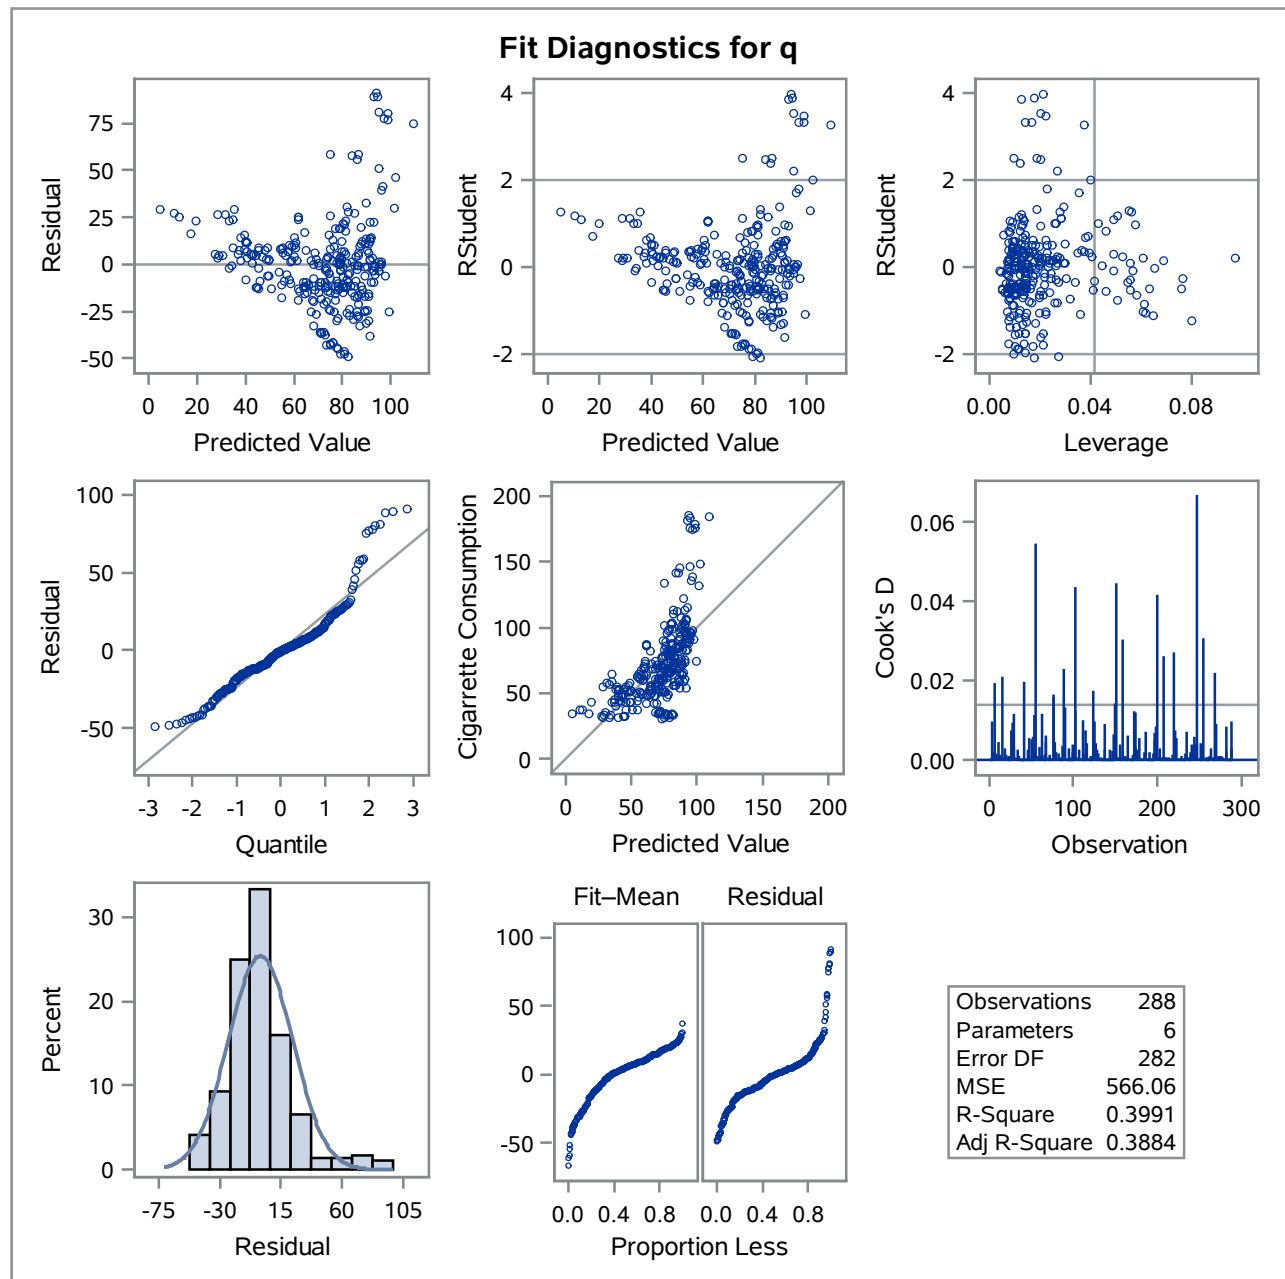 Fit Diagnostics for q
Residual
75
50
25
0
-25
-50
0 20 40 60 80 100
Predicted Value
RStudent
4
2
0
-2
0 20 40 60 80 100
Predicted Value
RStudent
4
2
0
-2
0.00 0.04 0.08
Leverage
Residual
100
50
0
-50
-3 -2 -1 0 1 2 3
Quantile
Cigarrette Consumption
200
150
100
50
0
0 50 100 150 200
Predicted Value
Cook's D
0.06
0.04
0.02
0.00
0 100 200 300
Observation
Percent
30
20
10
0
-75 -30 15 60 105
Residual
Fit–Mean Residual
100
50
0
-50
0.0 0.4 0.8 0.0 0.4 0.8
Proportion Less
Observations 288
Parameters 6
Error DF 282
MSE 566.06
R-Square 0.3991
Adj R-Square 0.3884